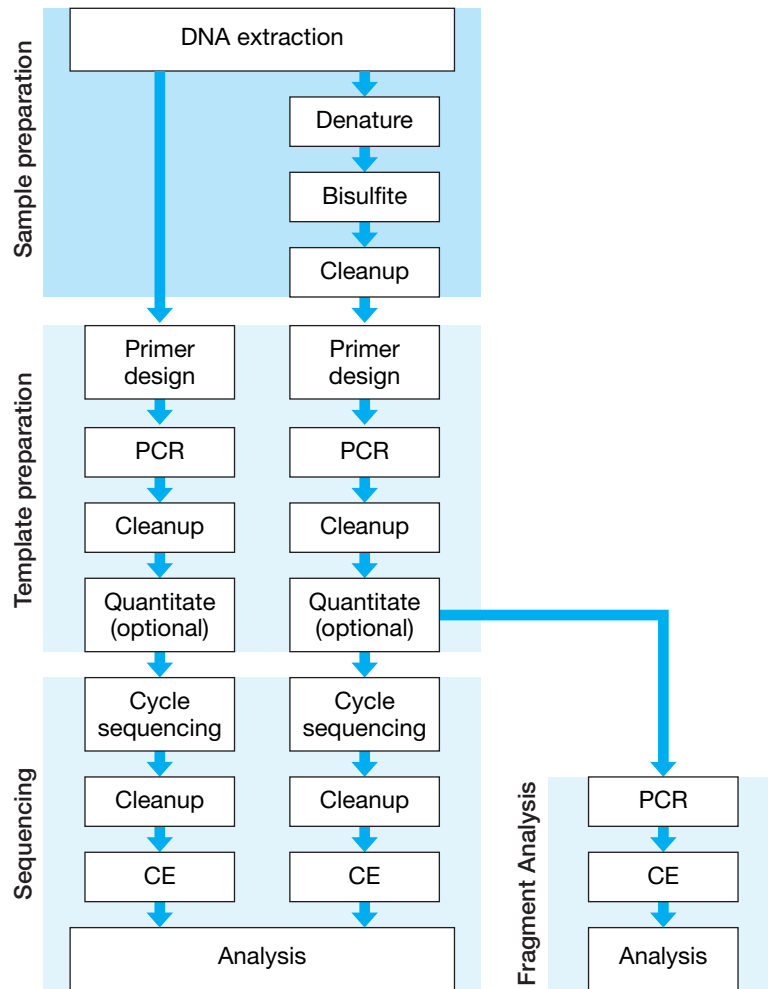 Sample preparation
DNA extraction
Denature
Bisulfite
Cleanup
Template preparation
Primer
design
PCR
Cleanup
Quantitate
(optional)
Primer
design
PCR
Cleanup
Quantitate
(optional)
Sequencing
Cycle
sequencing
Cleanup
CE
Cycle
sequencing
Cleanup
CE
Analysis
Fragment Analysis
PCR
CE
Analysis